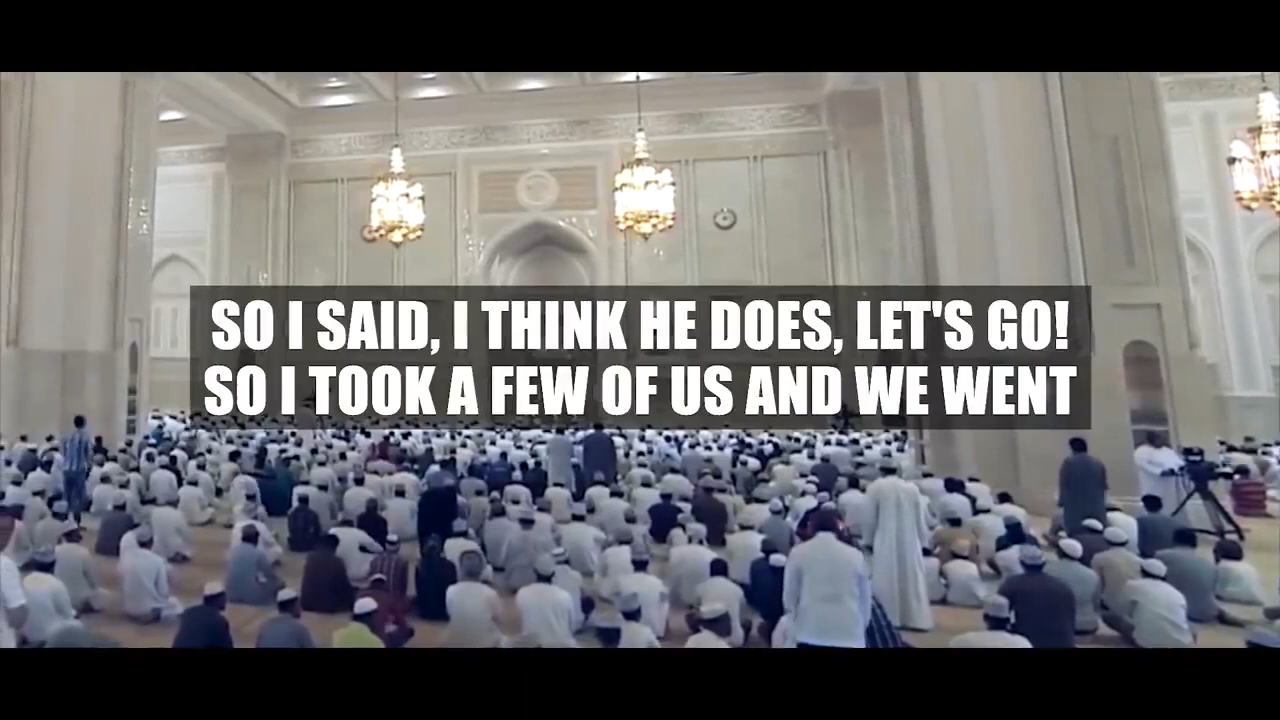 SO I SAID, I THINK HE DOES, LET'S GO!
SO I TOOK A FEW OF US AND WE WENT